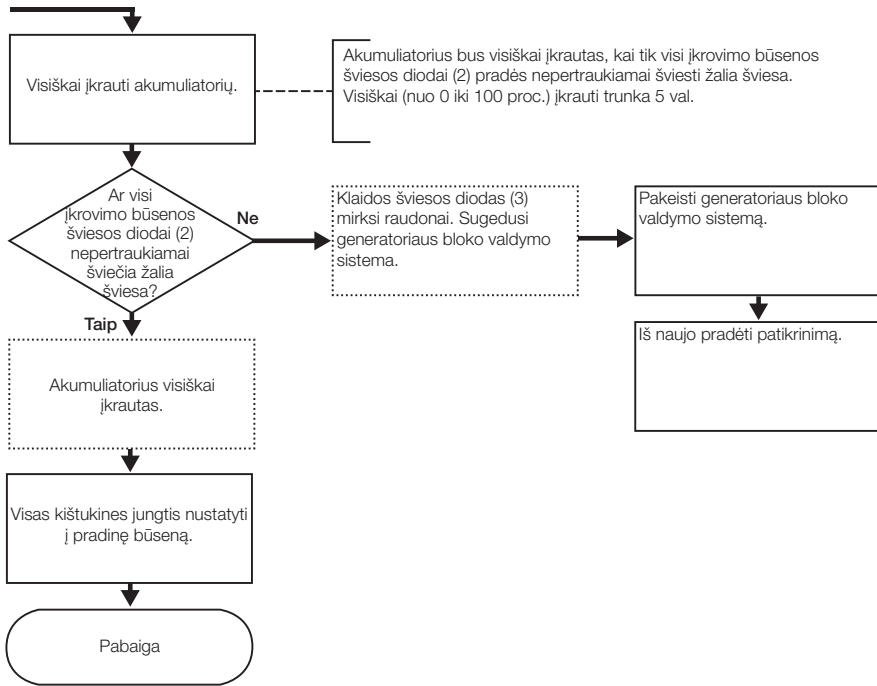 Visiškai įkrauti akumuliatorių.
Akumuliatorius bus visiškai įkrautas, kai tik visi įkrovimo būsenos
šviesos diodai (2) pradės nepertraukiamai šviesti žalia šviesa.
Visiškai (nuo 0 iki 100 proc.) įkrauti trunka 5 val.
Ar visi
įkrovimo būsenos
šviesos diodai (2)
nepertraukiamai
šviečia žalia
šviesa?
Ne
Klaidos šviesos diodas (3)
mirksi raudonai. Sugedusi
generatoriaus bloko valdymo
sistema.
Pakeisti generatoriaus bloko
valdymo sistemą.
Iš naujo pradėti patikrinimą.
Taip
Akumuliatorius visiškai
įkrautas.
Visas kištukines jungtis nustatyti
į pradinę būseną.
Pabaiga